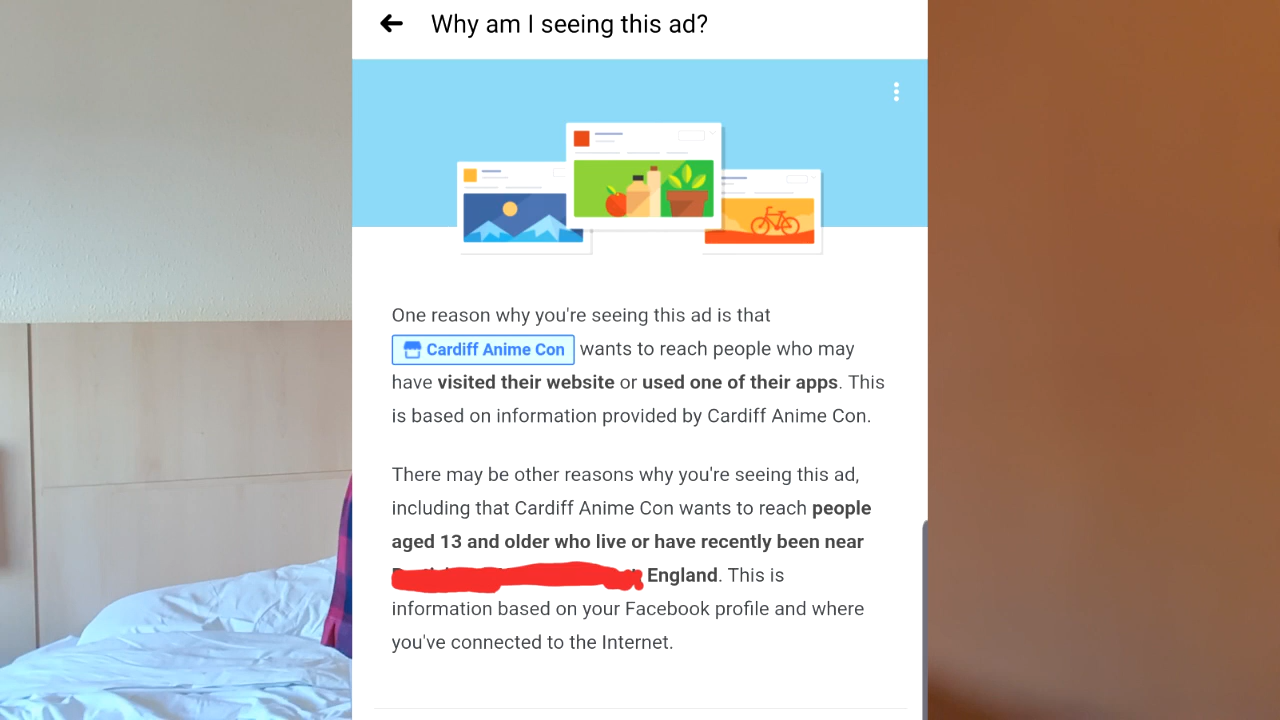 Why am I seeing this ad?
One reason why you're seeing this ad is that
Cardiff Anime Con wants to reach people who may
have visited their website or used one of their apps. This
is based on information provided by Cardiff Anime Con.
There may be other reasons why you're seeing this ad,
including that Cardiff Anime Con wants to reach people
aged 13 and older who live or have recently been near
England. This is
information based on your Facebook profile and where
you've connected to the Internet.